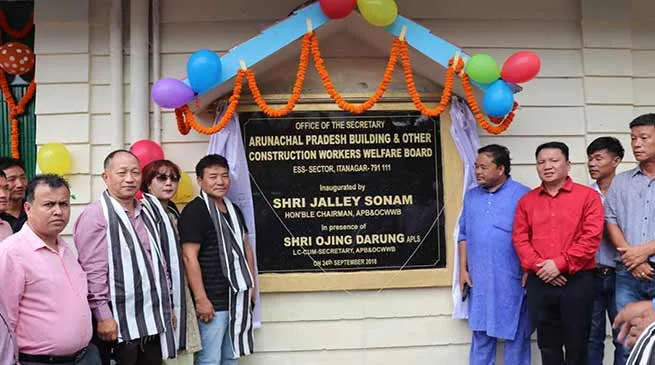 OFFICE OF THE SECRETARY
ARUNACHAL PRADESH BUILDING & OTHER
CONSTRUCTION WORKERS WELFARE BOARD
ESS- SECTOR, ITANAGAR- 791 111
Inaugurated by
SHRI JALLEY SONAM
HON'BLE CHAIRMAN, APB&OCWWB
In presence of
SHRI OJING DARUNG APLS
LC-CUM-SECRETARY, APB&OCWWB
ON 24th SEPTEMBER 2018